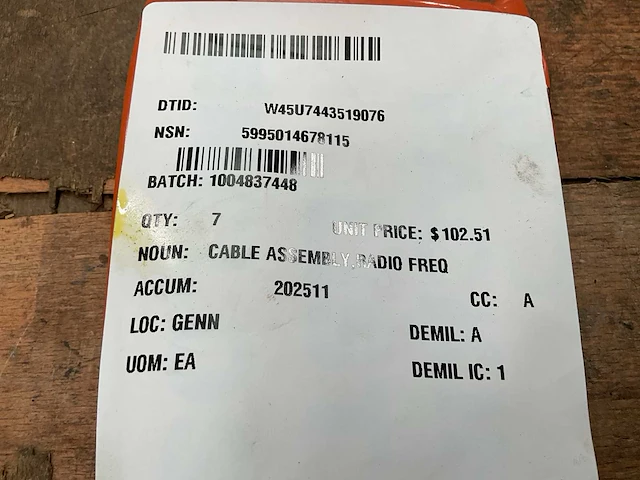 DTID: W45U7443519076
NSN: 5995014678115
BATCH: 1004837448
QTY: 7 UNIT PRICE: $102.51
NOUN: CABLE ASSEMBLY,RADIO FREQ
ACCUM: 202511 CC: A
LOC: GENN DEMIL: A
UOM: EA DEMIL IC: 1